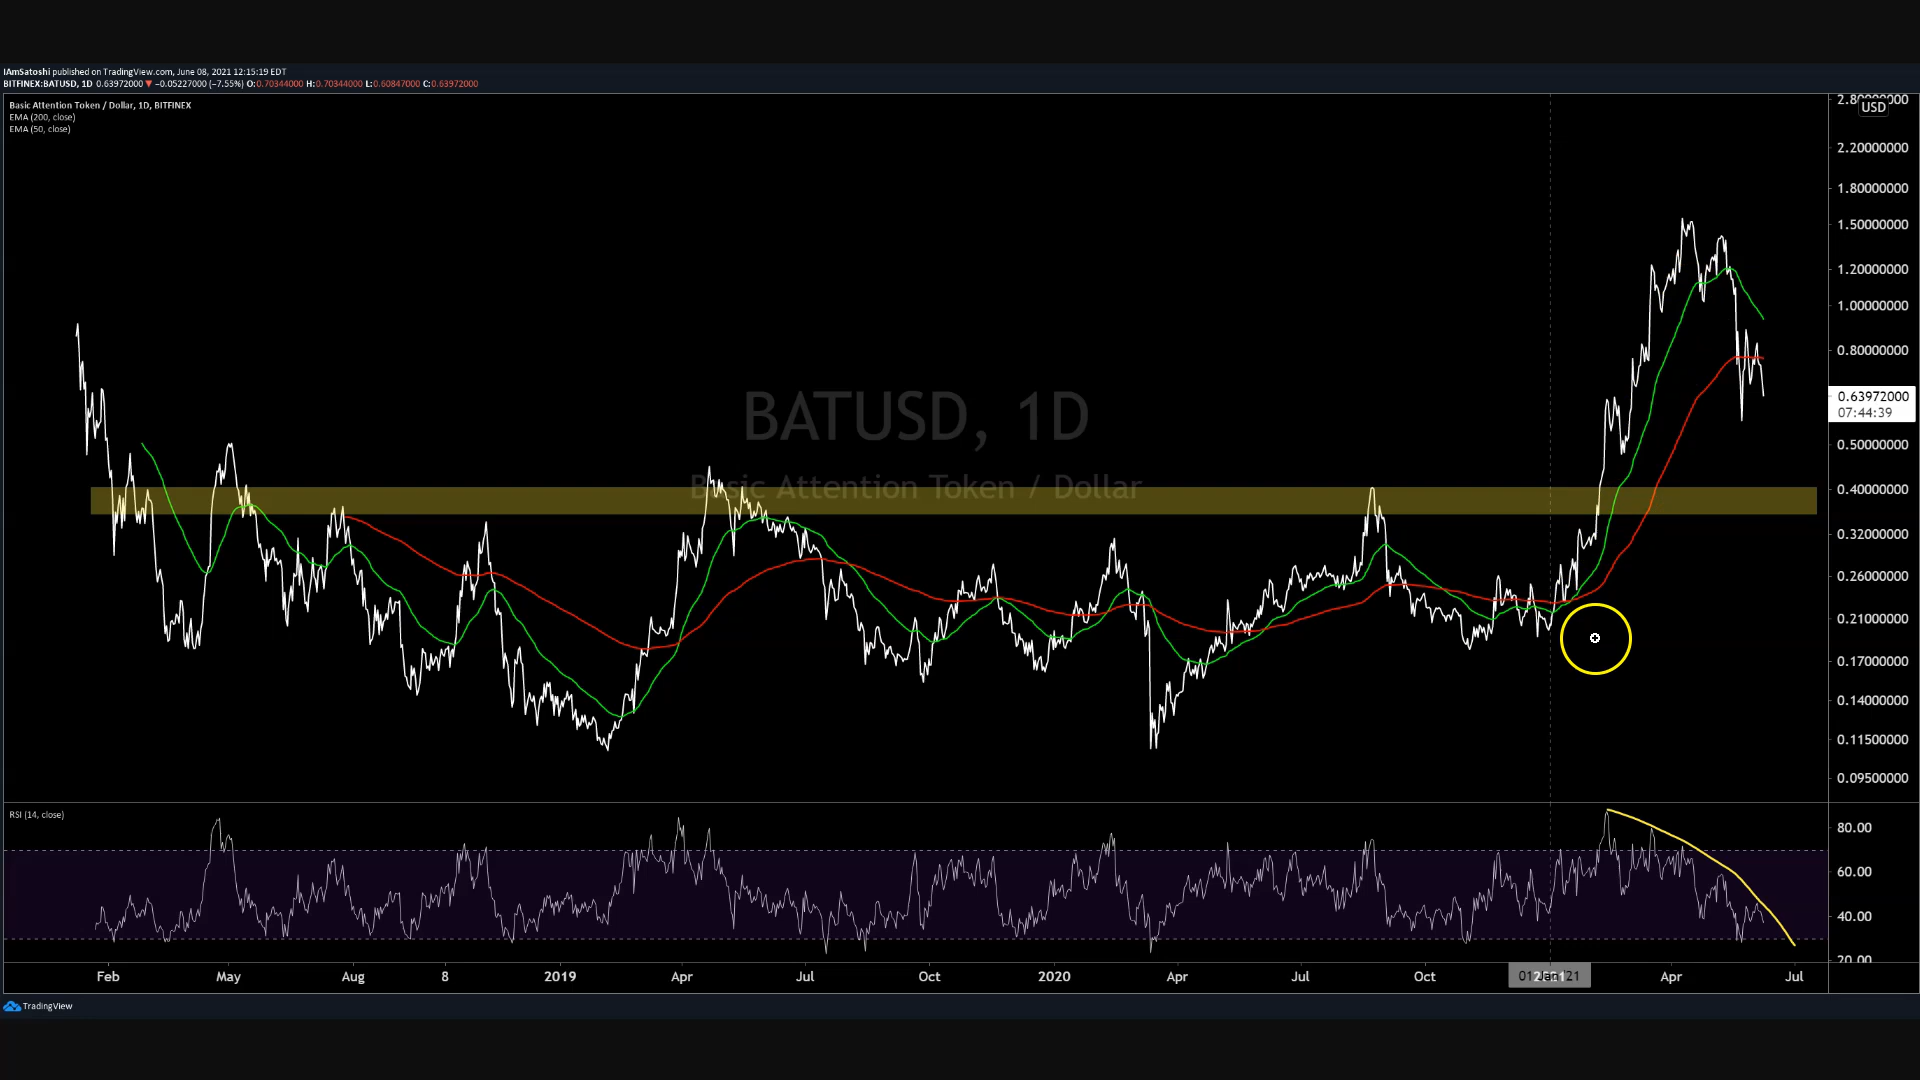 IAmSatoshi published on TradingView.com, June 08, 2021 12:15:19 EDT
BITFINEX:BATUSD, 1D 0.63972000 ▼ −0.05227000 (−7.55%) O:0.70344000 H:0.70344000 L:0.60847000 C:0.63972000
Basic Attention Token / Dollar, 1D, BITFINEX
EMA (200, close)
EMA (50, close)
BATUSD, 1D
Basic Attention Token / Dollar
USD
2.20000000
1.80000000
1.50000000
1.20000000
1.00000000
0.80000000
0.63972000
07:44:39
0.50000000
0.40000000
0.32000000
0.26000000
0.21000000
0.17000000
0.14000000
0.11500000
0.09500000
RSI (14, close)
80.00
60.00
40.00
20.00
Feb May Aug 8 2019 Apr Jul Oct 2020 Apr Jul Oct 2021 Apr Jul
TradingView